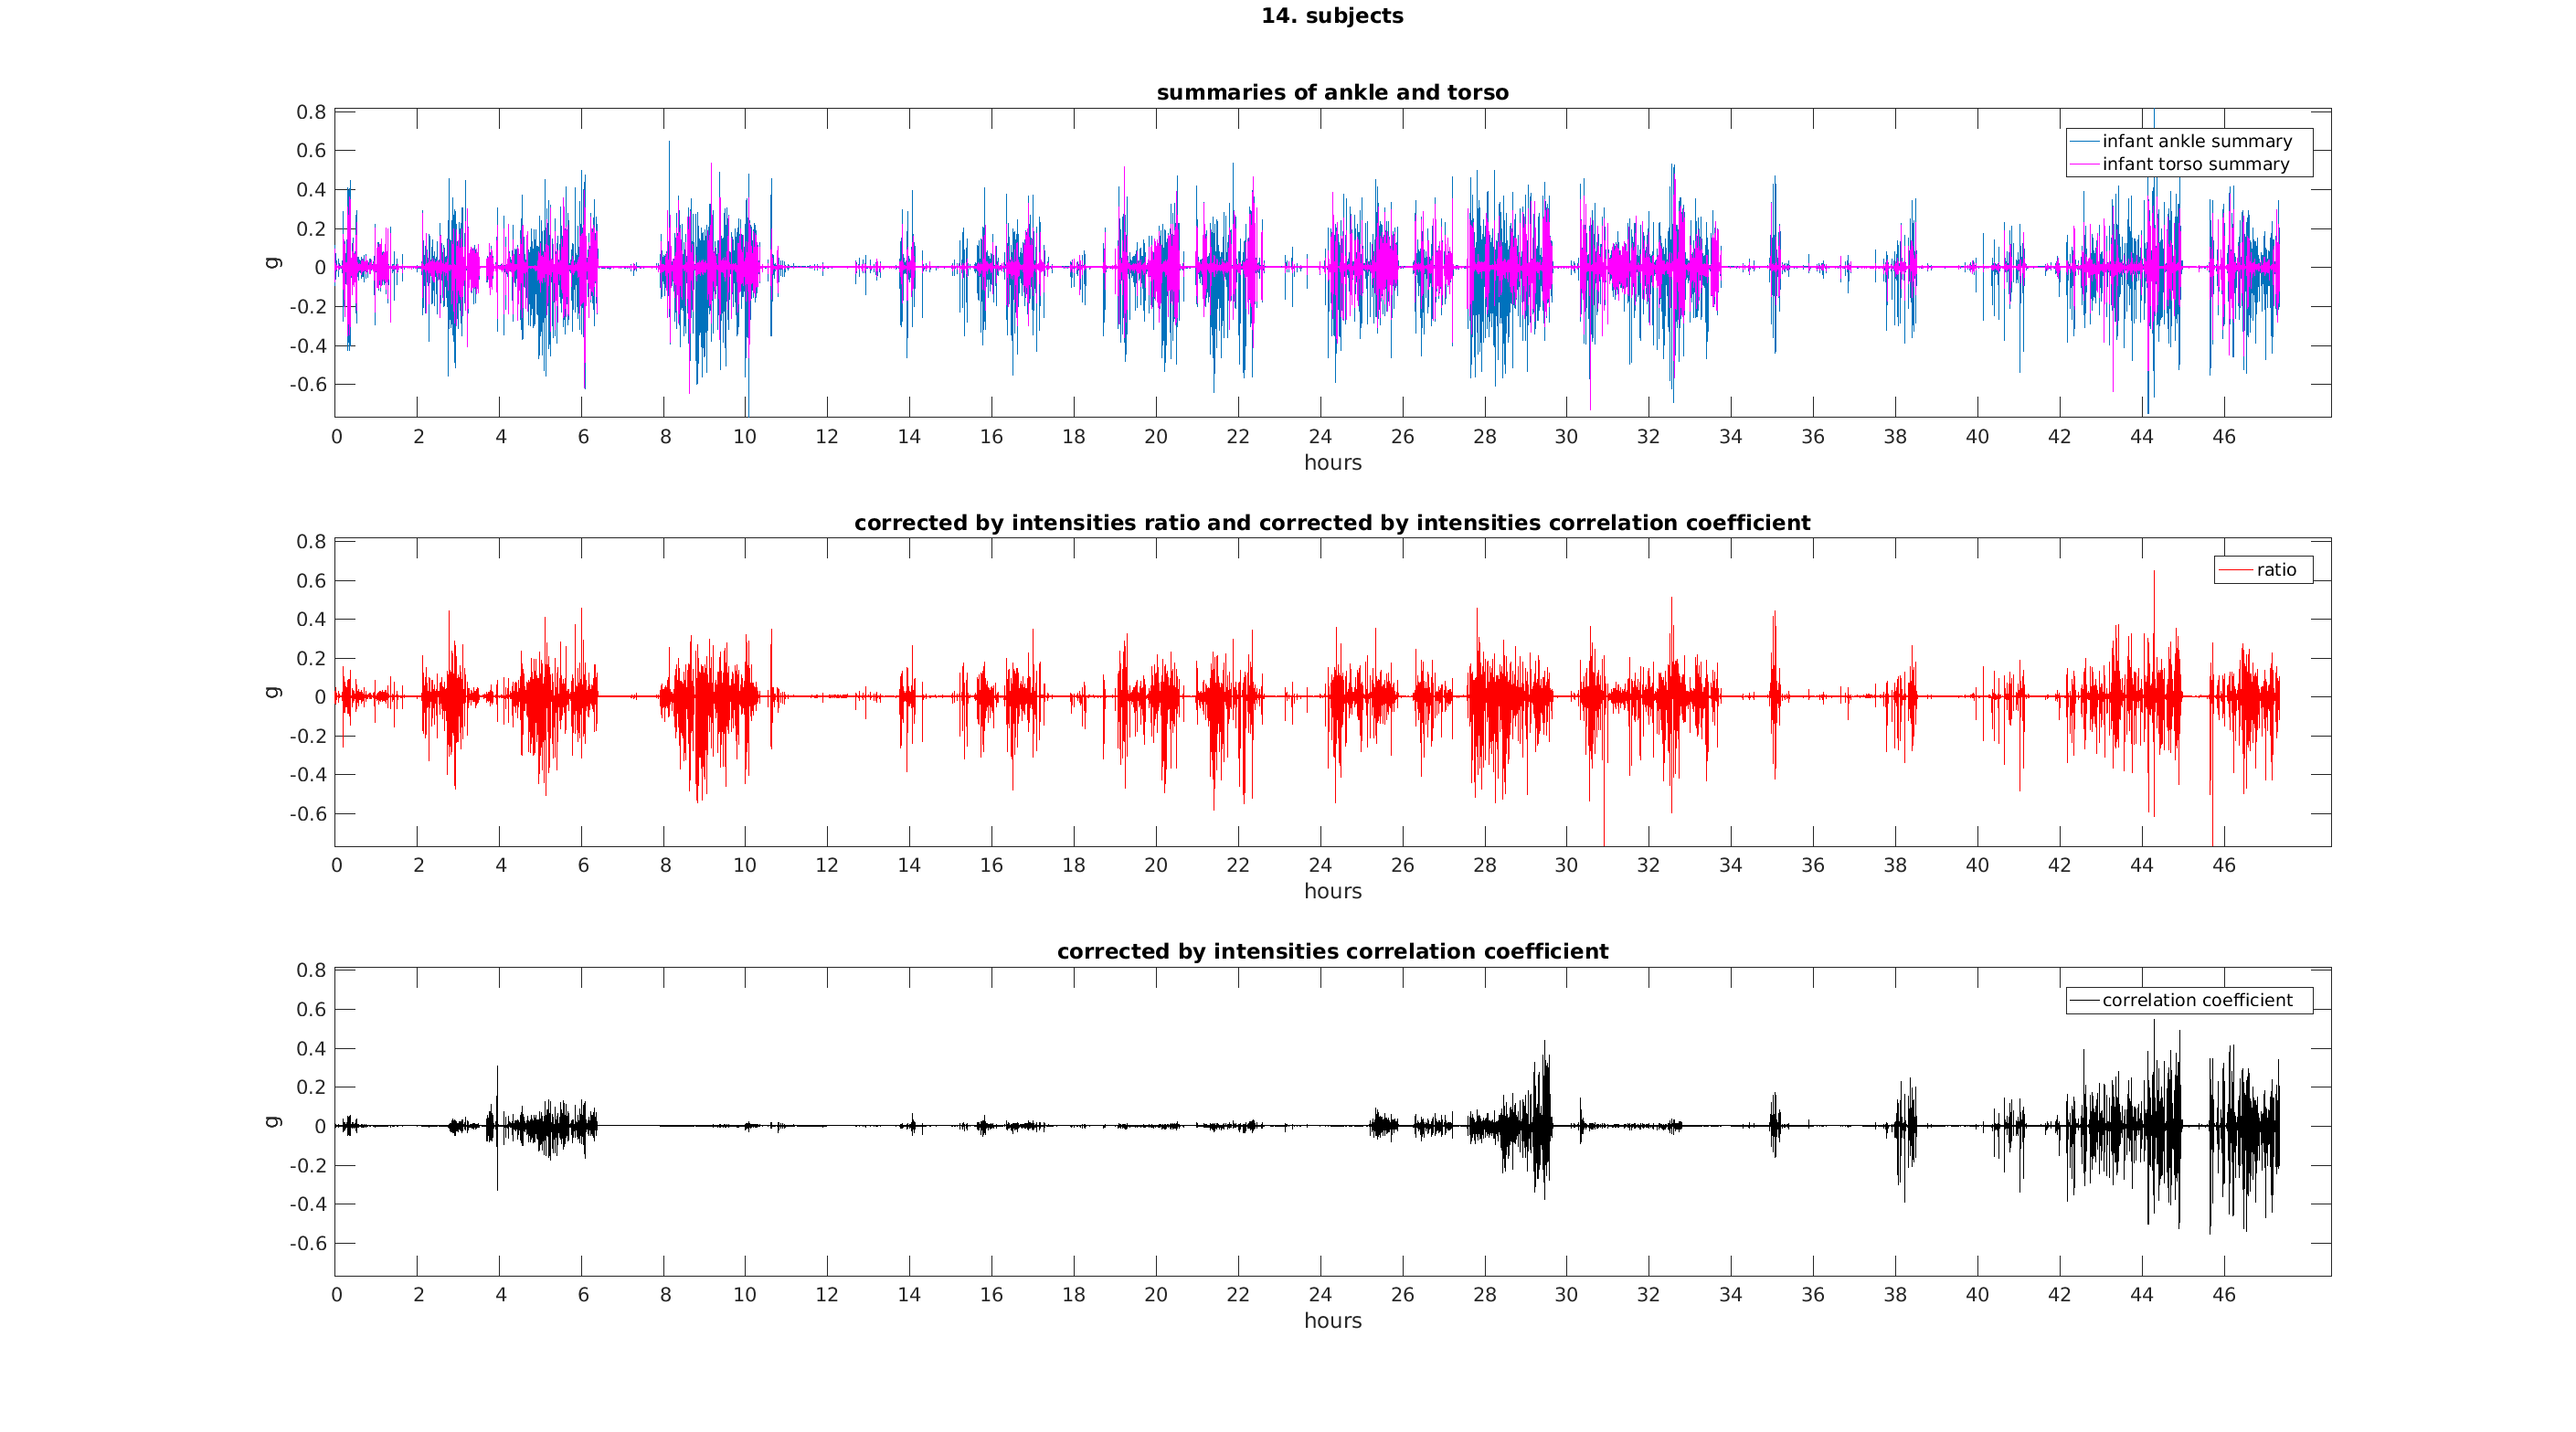 14. subjects
summaries of ankle and torso
0.8
0.6
0.4
0.2
0
-0.2
-0.4
-0.6
g
infant ankle summary
infant torso summary
0 2 4 6 8 10 12 14 16 18 20 22 24 26 28 30 32 34 36 38 40 42 44 46
hours
corrected by intensities ratio and corrected by intensities correlation coefficient
0.8
0.6
0.4
0.2
0
-0.2
-0.4
-0.6
g
ratio
0 2 4 6 8 10 12 14 16 18 20 22 24 26 28 30 32 34 36 38 40 42 44 46
hours
corrected by intensities correlation coefficient
0.8
0.6
0.4
0.2
0
-0.2
-0.4
-0.6
g
correlation coefficient
0 2 4 6 8 10 12 14 16 18 20 22 24 26 28 30 32 34 36 38 40 42 44 46
hours